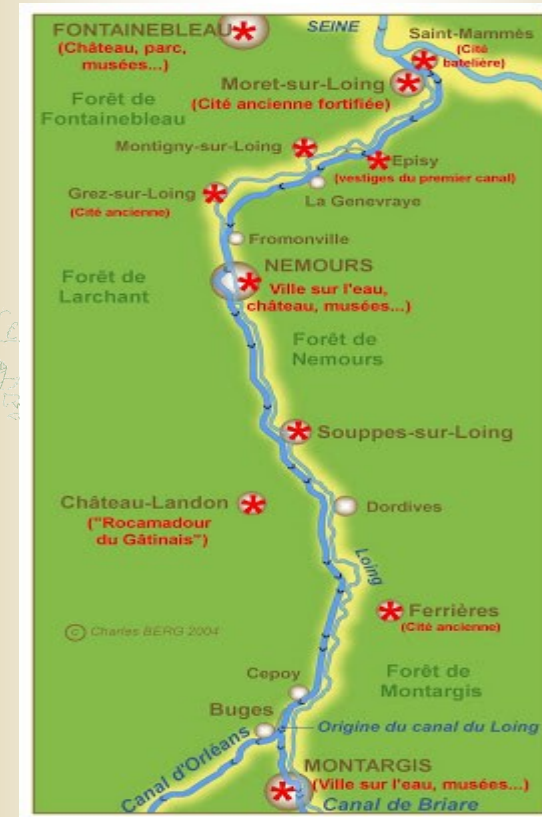 FONTAINEBLEAU
(Château, parc,
musées...)
SEINE
Saint-Mammès
(Cité
batelière)
Moret-sur-Loing
(Cité ancienne fortifiée)
Forêt de
Fontainebleau
Montigny-sur-Loing
Episy
(vestiges du premier canal)
Grez-sur-Loing
(Cité ancienne)
La Genevraye
Fromonville
NEMOURS
Ville sur l'eau,
château, musées...)
Forêt de
Larchant
Forêt de
Nemours
Souppes-sur-Loing
Château-Landon
("Rocamadour
du Gâtinais")
Dordives
Loing
Ferrières
(Cité ancienne)
© Charles BERG 2004
Forêt de
Montargis
Cepoy
Buges
Origine du canal du Loing
Canal d'Orléans
MONTARGIS
(Ville sur l'eau, musées...)
Canal de Briare